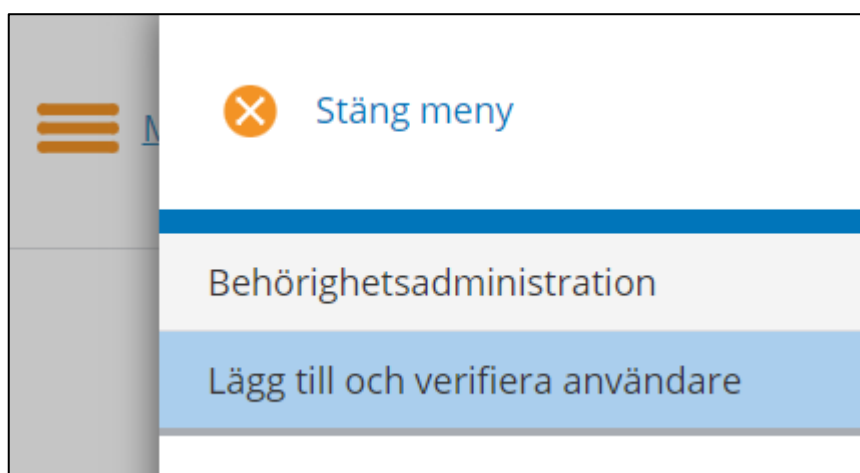 Stäng meny
Behörighetsadministration
Lägg till och verifiera användare